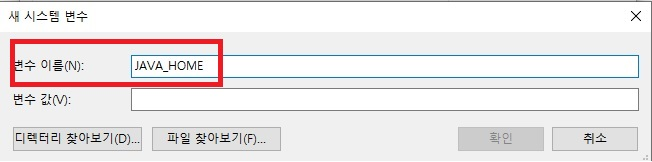 새 시스템 변수
변수 이름(N): JAVA_HOME
변수 값(V):
디렉터리 찾아보기(D)... 파일 찾아보기(F)... 확인 취소